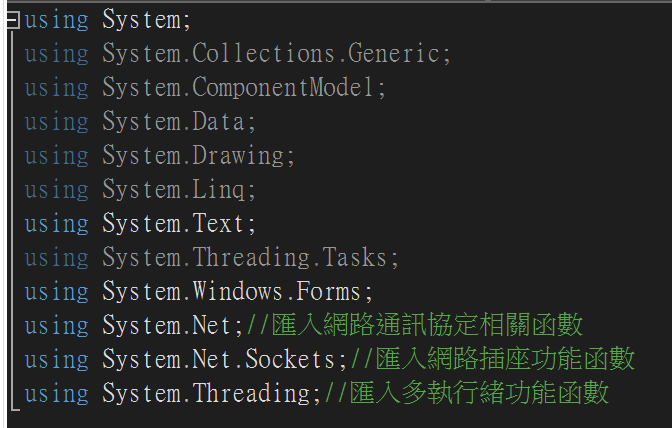 using System;
using System.Collections.Generic;
using System.ComponentModel;
using System.Data;
using System.Drawing;
using System.Linq;
using System.Text;
using System.Threading.Tasks;
using System.Windows.Forms;
using System.Net;//匯入網路通訊協定相關函數
using System.Net.Sockets;//匯入網路插座功能函數
using System.Threading;//匯入多執行緒功能函數